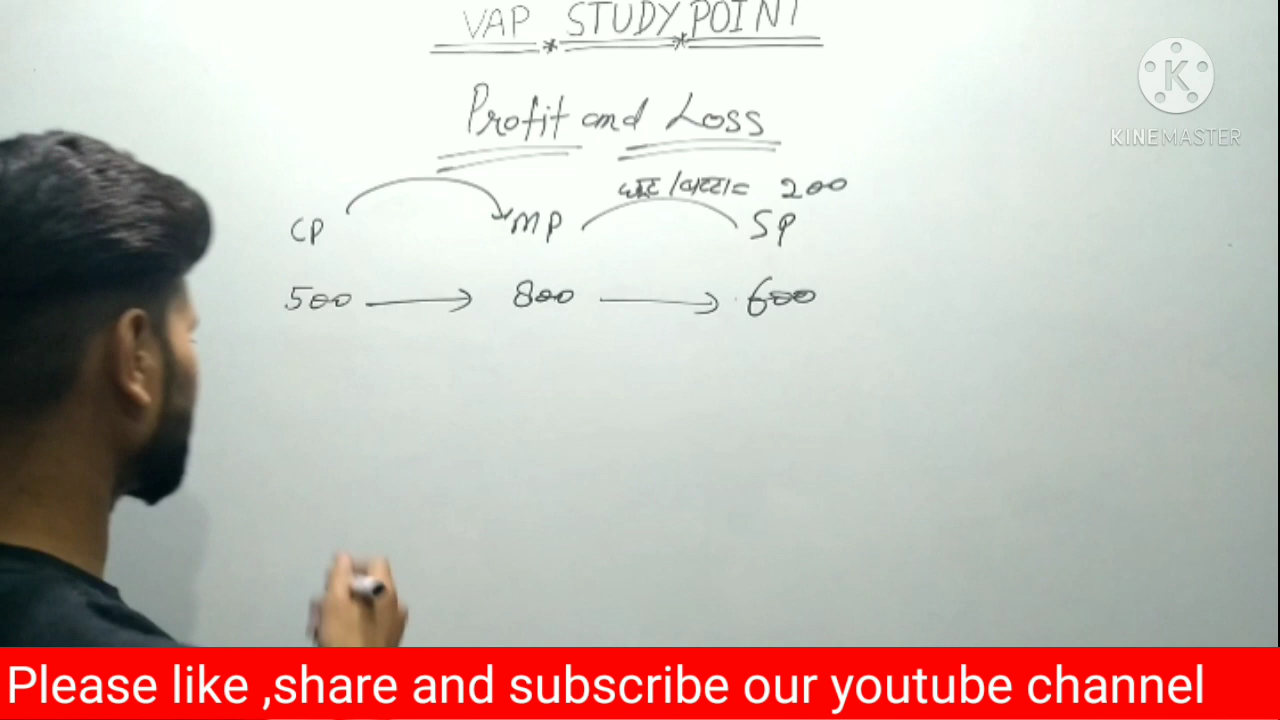 VAP * STUDY * POINT
Profit and Loss
छूट / बट्टा = 200
CP MP SP
500 → 800 → 600
KINEMASTER
Please like ,share and subscribe our youtube channel